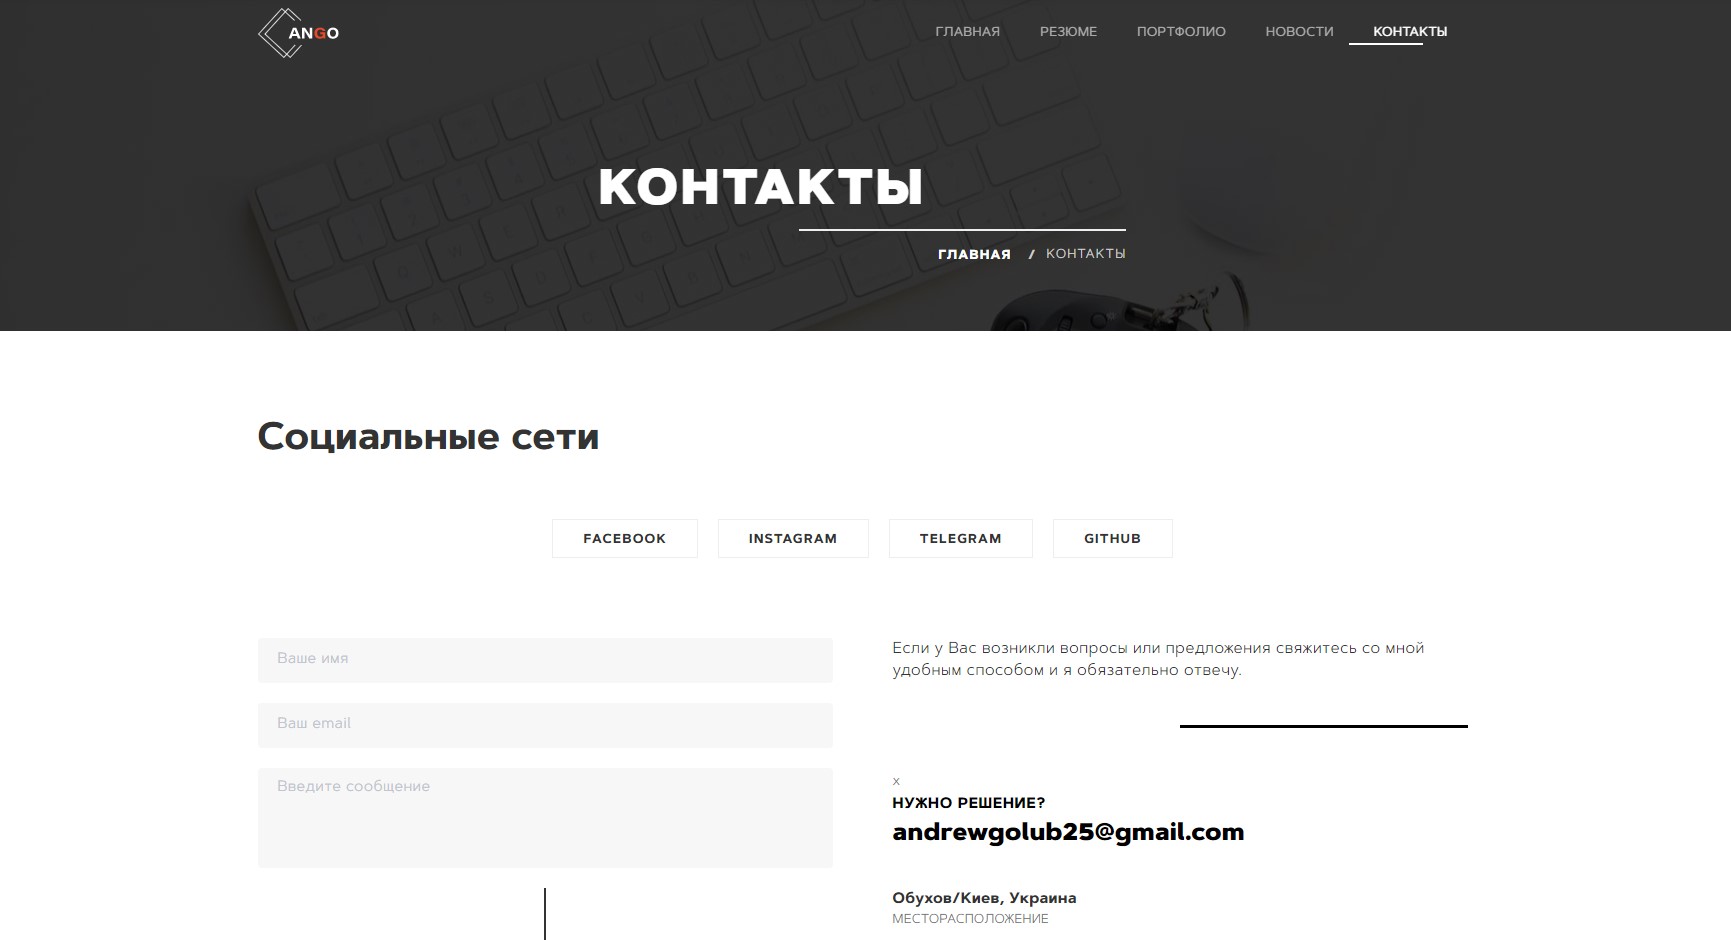 ANGO
ГЛАВНАЯ РЕЗЮМЕ ПОРТФОЛИО НОВОСТИ КОНТАКТЫ
КОНТАКТЫ
ГЛАВНАЯ / КОНТАКТЫ
Социальные сети
FACEBOOK INSTAGRAM TELEGRAM GITHUB
Ваше имя
Ваш email
Введите сообщение
Если у Вас возникли вопросы или предложения свяжитесь со мной
удобным способом и я обязательно отвечу.
x
НУЖНО РЕШЕНИЕ?
andrewgolub25@gmail.com
Обухов/Киев, Украина
МЕСТОРАСПОЛОЖЕНИЕ